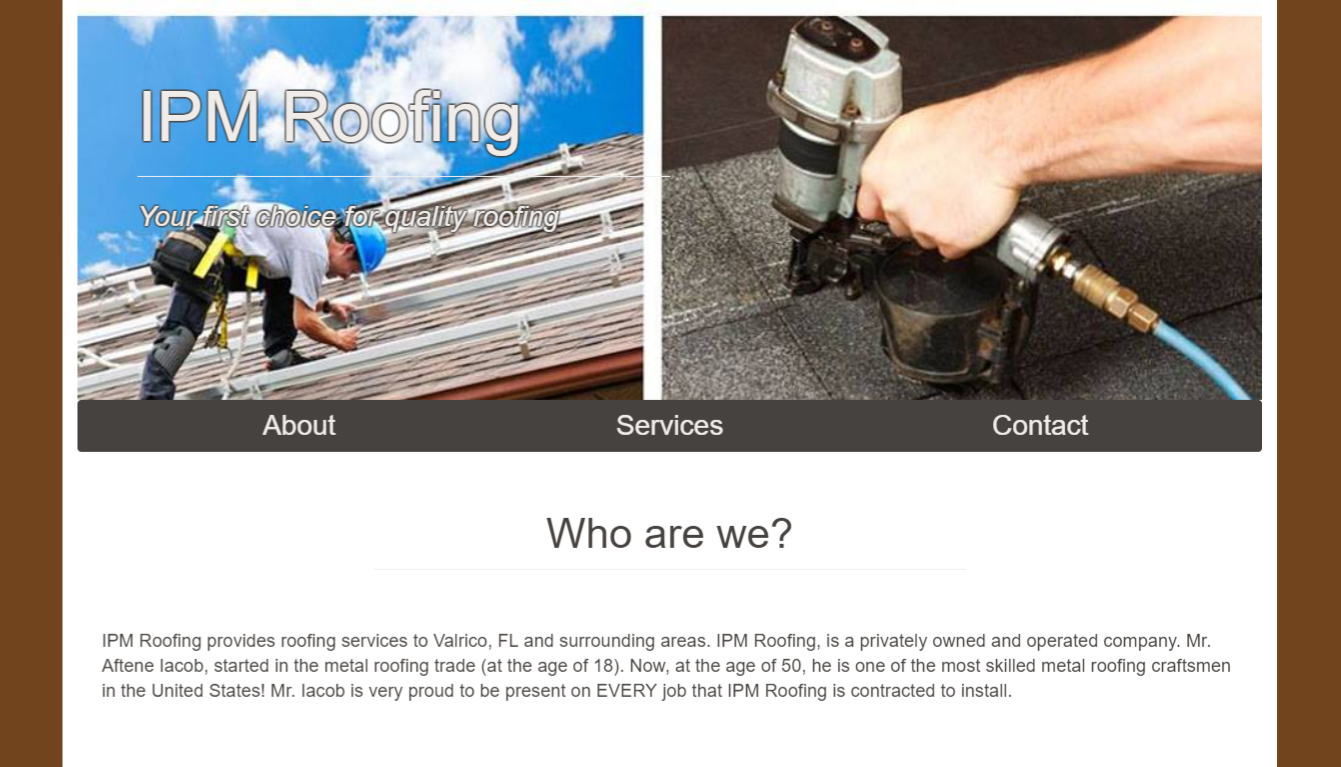 IPM Roofing
Your first choice for quality roofing
About Services Contact
Who are we?
IPM Roofing provides roofing services to Valrico, FL and surrounding areas. IPM Roofing, is a privately owned and operated company. Mr.
Aftene Iacob, started in the metal roofing trade (at the age of 18). Now, at the age of 50, he is one of the most skilled metal roofing craftsmen
in the United States! Mr. Iacob is very proud to be present on EVERY job that IPM Roofing is contracted to install.